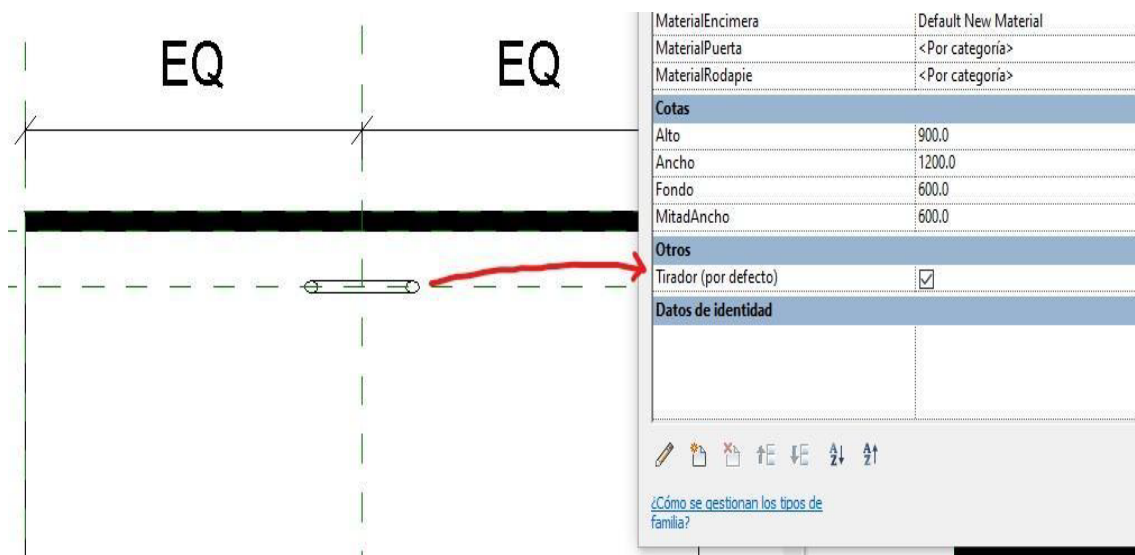 EQ EQ
MaterialEncimera Default New Material
MaterialPuerta <Por categoría>
MaterialRodapie <Por categoría>
Cotas
Alto 900.0
Ancho 1200.0
Fondo 600.0
MitadAncho 600.0
Otros
Tirador (por defecto)
Datos de identidad
¿Cómo se gestionan los tipos de
familia?